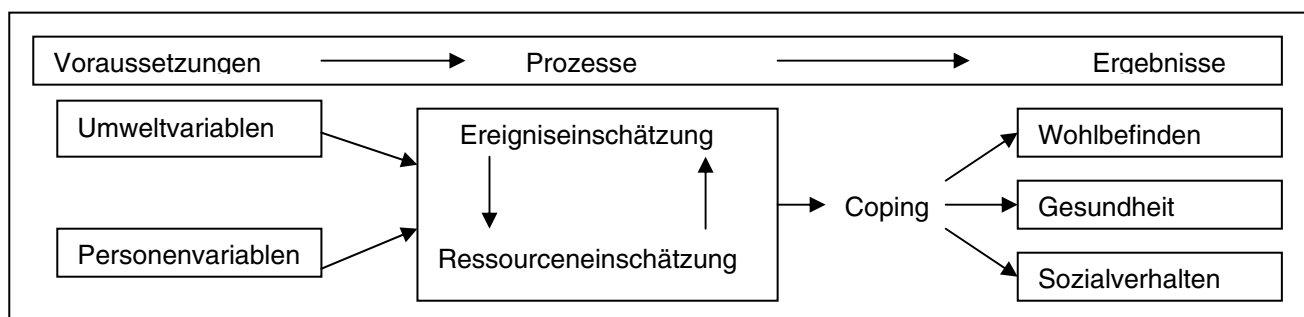 Voraussetzungen Prozesse Ergebnisse
Umweltvariablen
Personenvariablen
Ereigniseinschätzung
Ressourceneinschätzung
Coping
Wohlbefinden
Gesundheit
Sozialverhalten